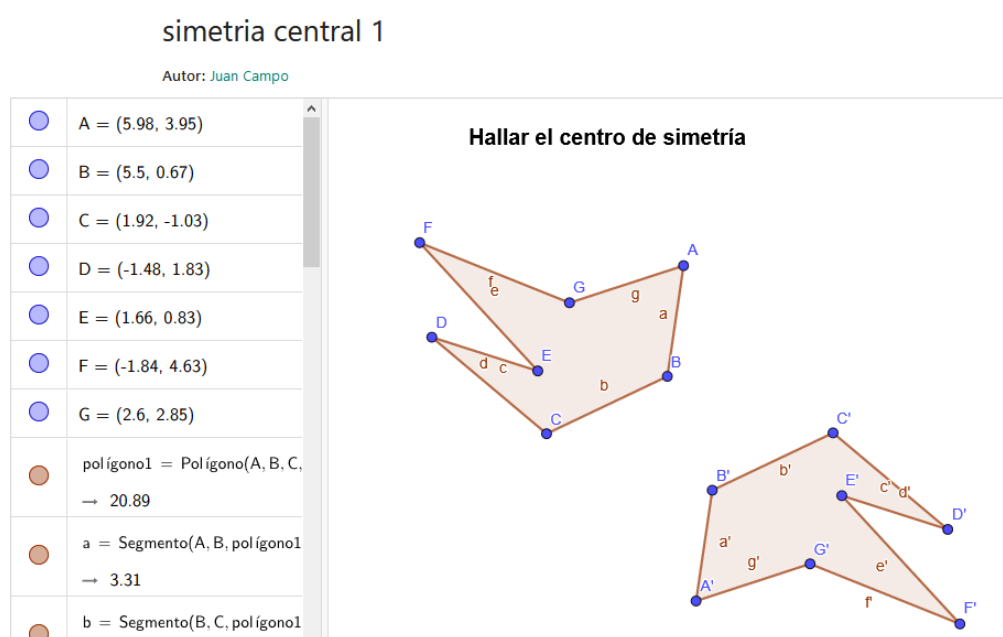 simetria central 1
Autor: Juan Campo
A = (5.98, 3.95)
B = (5.5, 0.67)
C = (1.92, -1.03)
D = (-1.48, 1.83)
E = (1.66, 0.83)
F = (-1.84, 4.63)
G = (2.6, 2.85)
polígono1 = Polígono(A, B, C,
→ 20.89
a = Segmento(A, B, polígono1
→ 3.31
b = Segmento(B, C, polígono1
Hallar el centro de simetría
F
A
f
e
G
g
a
D
d
c
E
B
b
C
C'
B'
b'
E'
c'
d'
D'
a'
g'
G'
e'
A'
f'
F'